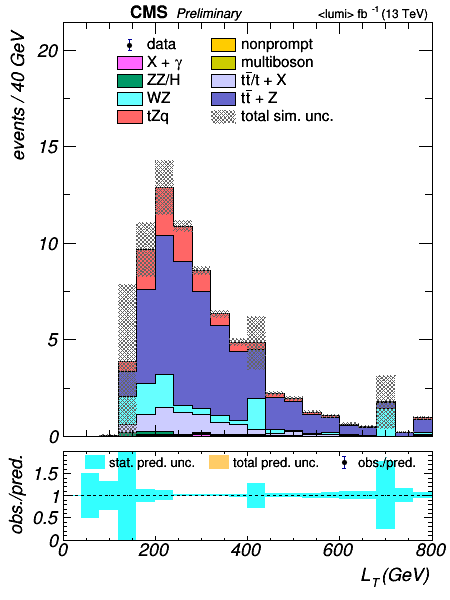 CMS Preliminary <lumi> fb⁻¹ (13 TeV)
events / 40 GeV
data
nonprompt
X + γ
multiboson
ZZ/H
tt̄/t + X
WZ
tt̄ + Z
tZq
total sim. unc.
20
15
10
5
0
obs./pred.
stat. pred. unc.
total pred. unc.
obs./pred.
1.5
1
0.5
0
0 200 400 600 800
L_T (GeV)